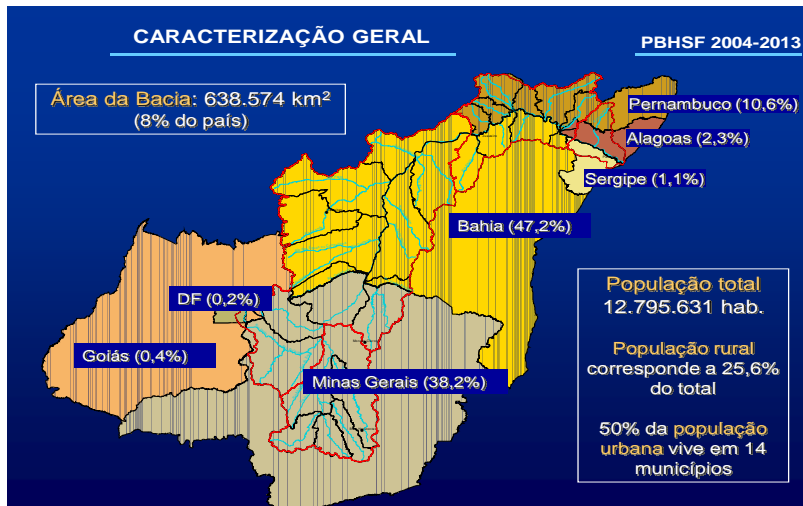 CARACTERIZAÇÃO GERAL
PBHSF 2004-2013
Área da Bacia: 638.574 km²
(8% do país)
Pernambuco (10,6%)
Alagoas (2,3%)
Sergipe (1,1%)
Bahia (47,2%)
DF (0,2%)
Goiás (0,4%)
Minas Gerais (38,2%)
População total
12.795.631 hab.
População rural
corresponde a 25,6%
do total
50% da população
urbana vive em 14
municípios